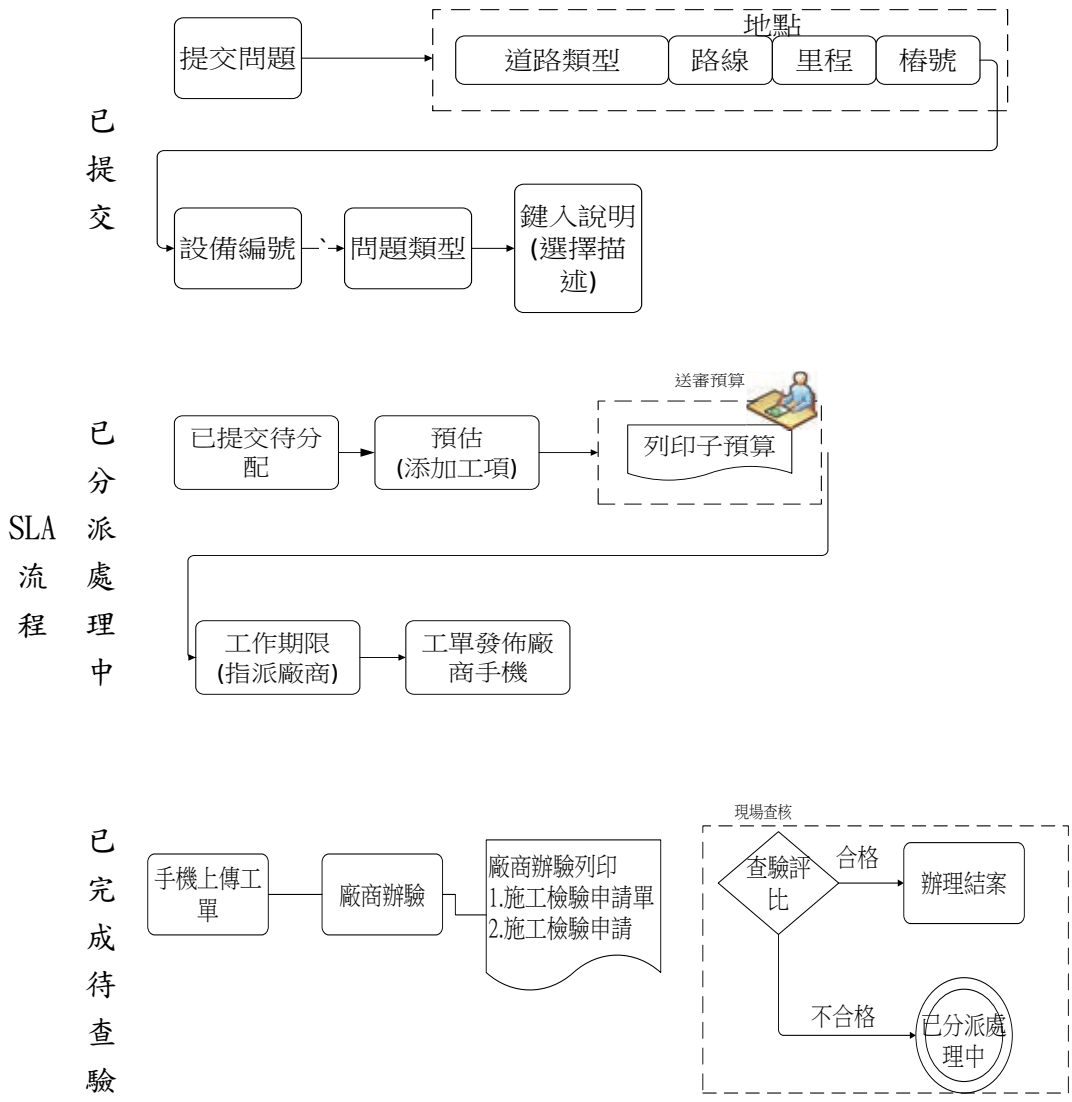 SLA
流
程
已
提
交
提交問題
地點
道路類型
路線
里程
樁號
設備編號
`
問題類型
鍵入說明
(選擇描
述)
已
分
派
處
理
中
已提交待分
配
預估
(添加工項)
送審預算
列印子預算
工作期限
(指派廠商)
工單發佈廠
商手機
已
完
成
待
查
驗
手機上傳工
單
廠商辦驗
廠商辦驗列印
1.施工檢驗申請單
2.施工檢驗申請
現場查核
查驗評
比
合格
辦理結案
不合格
已分派處
理中